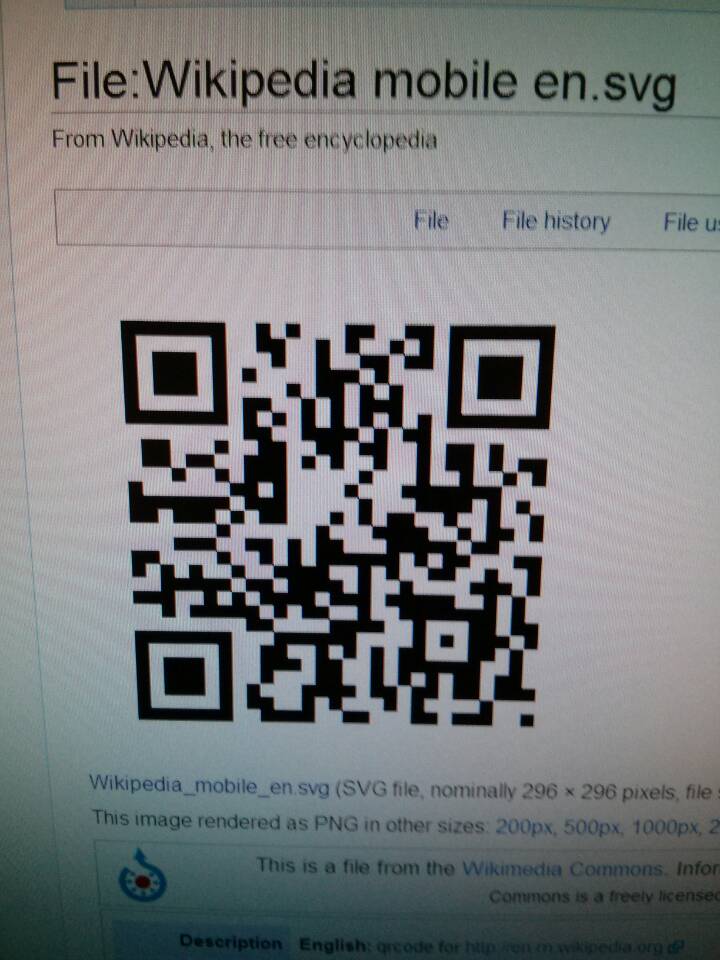 File:Wikipedia mobile en.svg
From Wikipedia, the free encyclopedia
File File history File us
Wikipedia_mobile_en.svg (SVG file, nominally 296 × 296 pixels, file s
This image rendered as PNG in other sizes: 200px, 500px, 1000px, 2
This is a file from the Wikimedia Commons. Infor
Commons is a freely licensed
Description English: qrcode for http://en.m.wikipedia.org